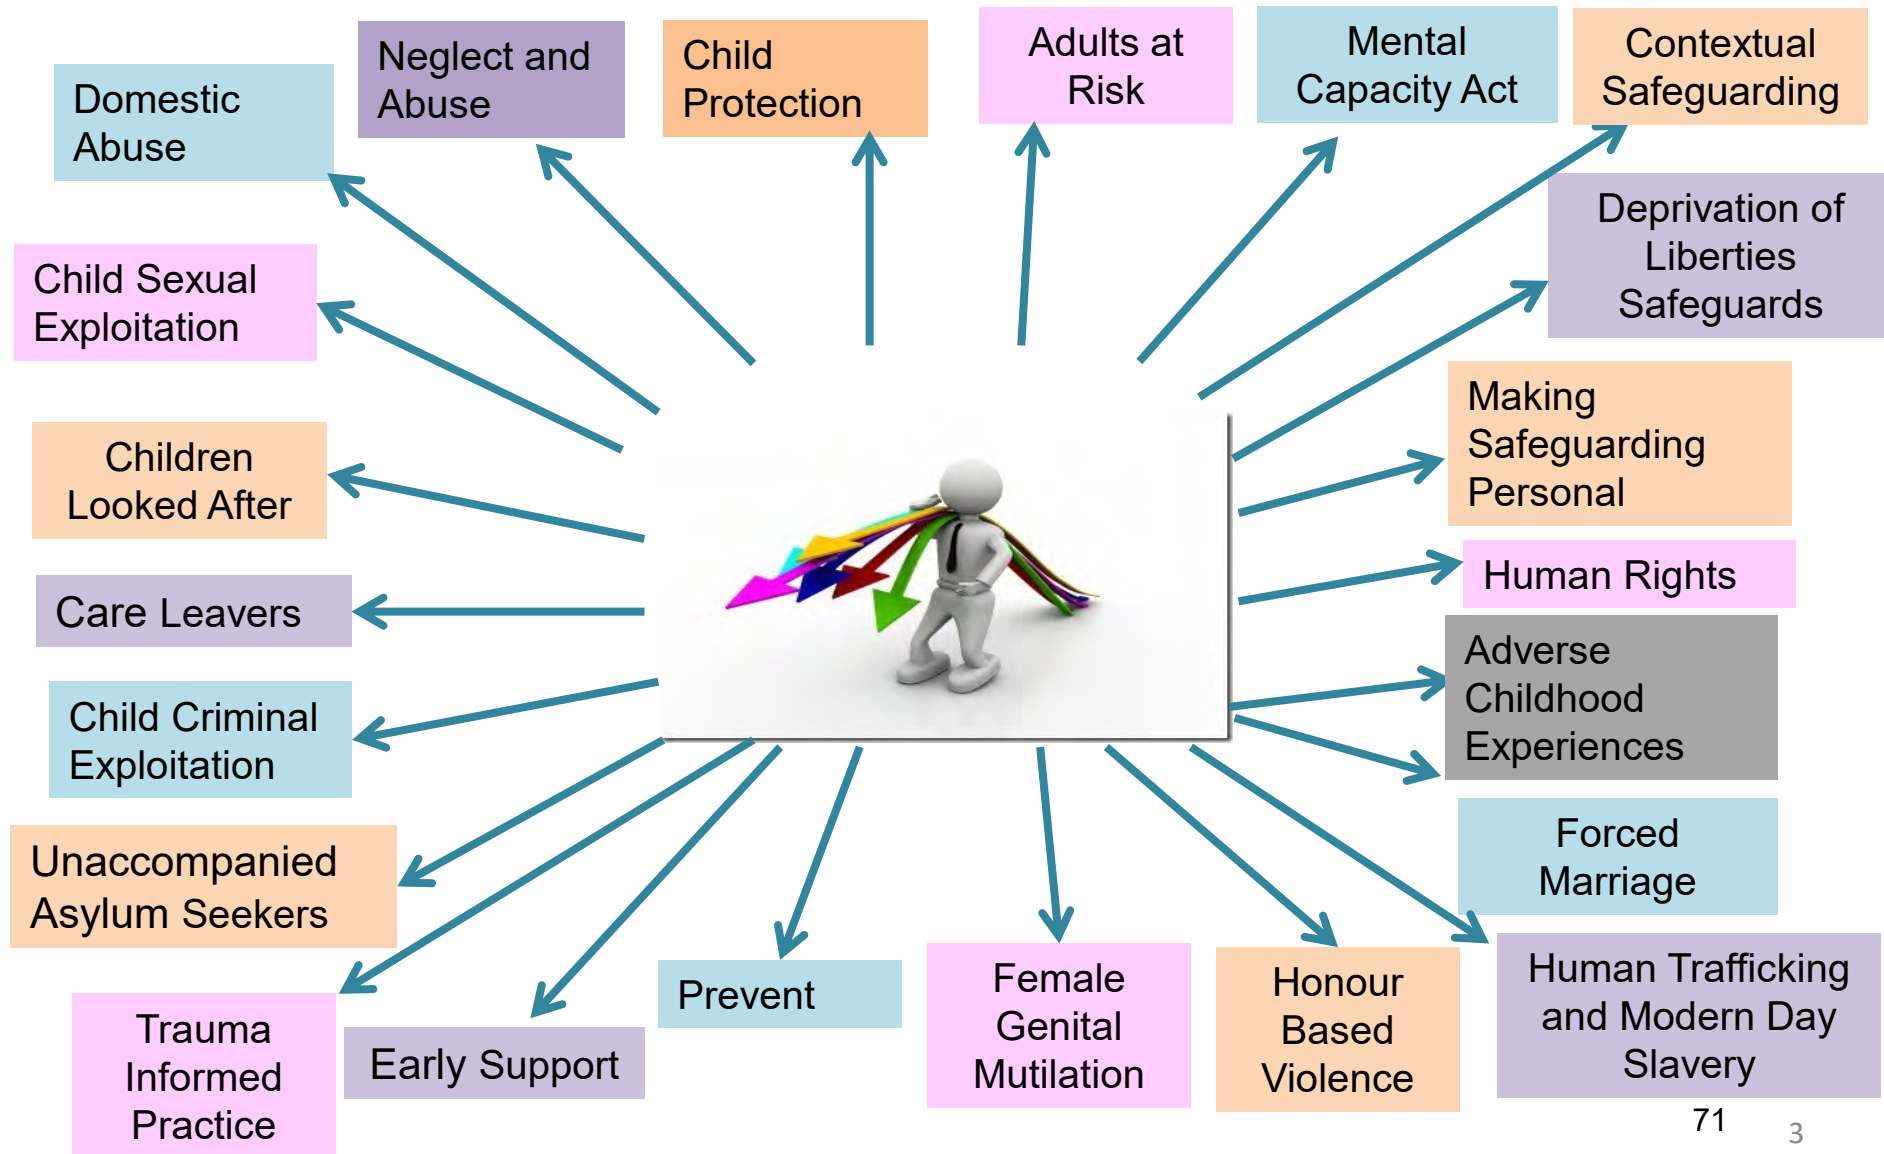 Domestic
Abuse
Neglect and
Abuse
Child
Protection
Adults at
Risk
Mental
Capacity Act
Contextual
Safeguarding
Deprivation of
Liberties
Safeguards
Child Sexual
Exploitation
Making
Safeguarding
Personal
Children
Looked After
Human Rights
Care Leavers
Adverse
Childhood
Experiences
Child Criminal
Exploitation
Forced
Marriage
Unaccompanied
Asylum Seekers
Human Trafficking
and Modern Day
Slavery
Trauma
Informed
Practice
Early Support
Prevent
Female
Genital
Mutilation
Honour
Based
Violence
71
3